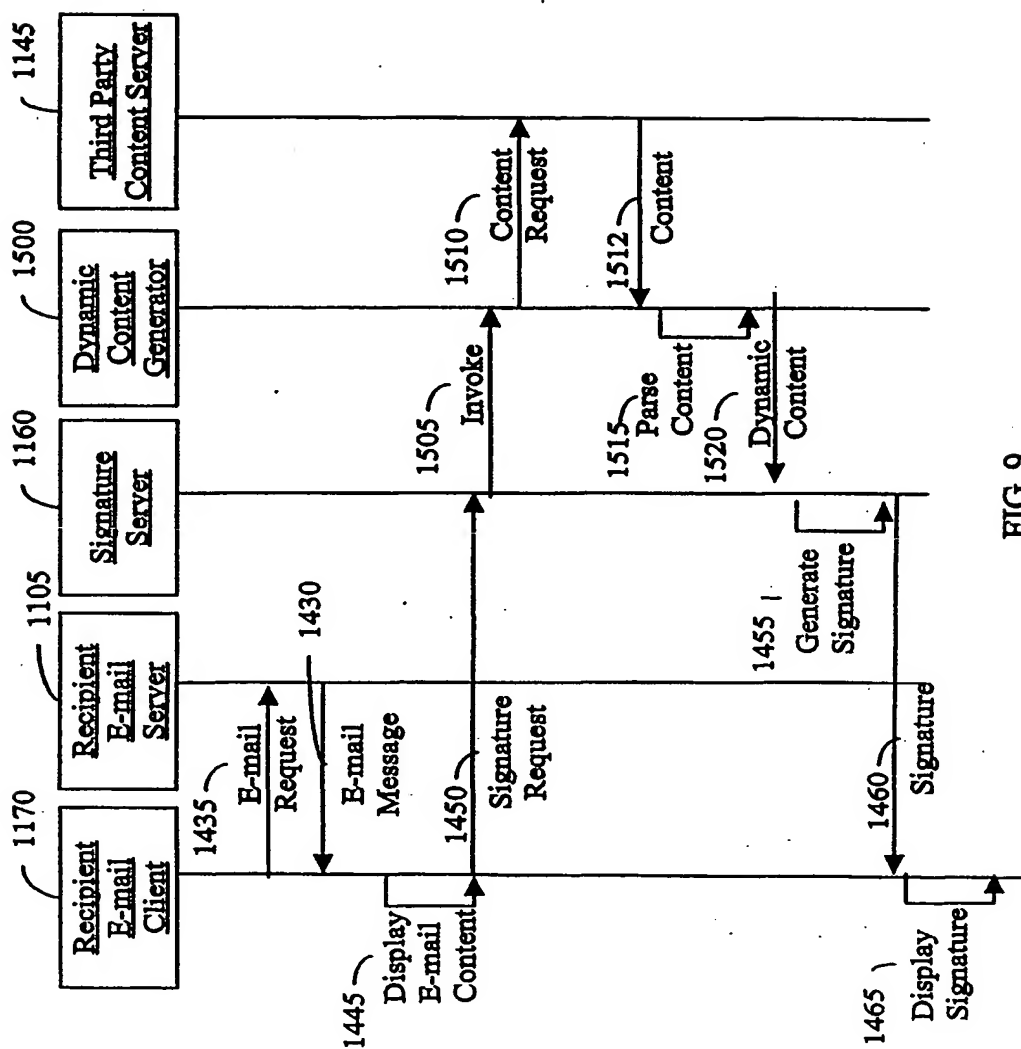 1170
Recipient
E-mail
Client
1105
Recipient
E-mail
Server
1160
Signature
Server
1500
Dynamic
Content
Generator
1145
Third Party
Content Server
1435
E-mail
Request
1430
E-mail
Message
1445
Display
E-mail
Content
1450
Signature
Request
1505
Invoke
1510
Content
Request
1512
Content
1515
Parse
Content
1520
Dynamic
Content
1455
Generate
Signature
1460
Signature
1465
Display
Signature
FIG 9